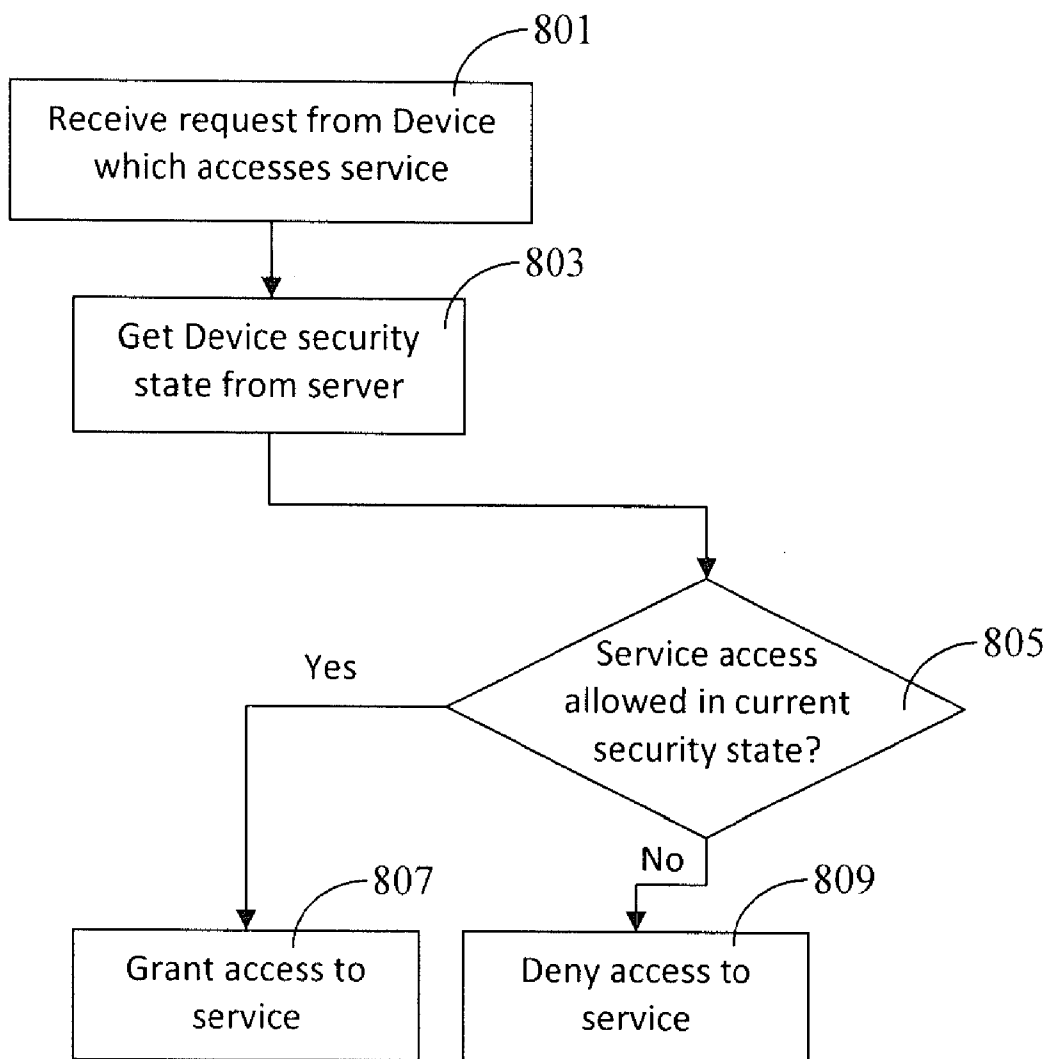 801
Receive request from Device
which accesses service
803
Get Device security
state from server
805
Service access
allowed in current
security state?
Yes
No
807
Grant access to
service
809
Deny access to
service